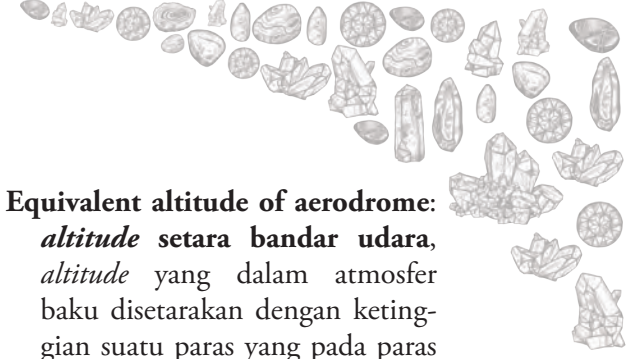 Equivalent altitude of aerodrome:
altitude setara bandar udara,
altitude yang dalam atmosfer
baku disetarakan dengan keting-
gian suatu paras yang pada paras